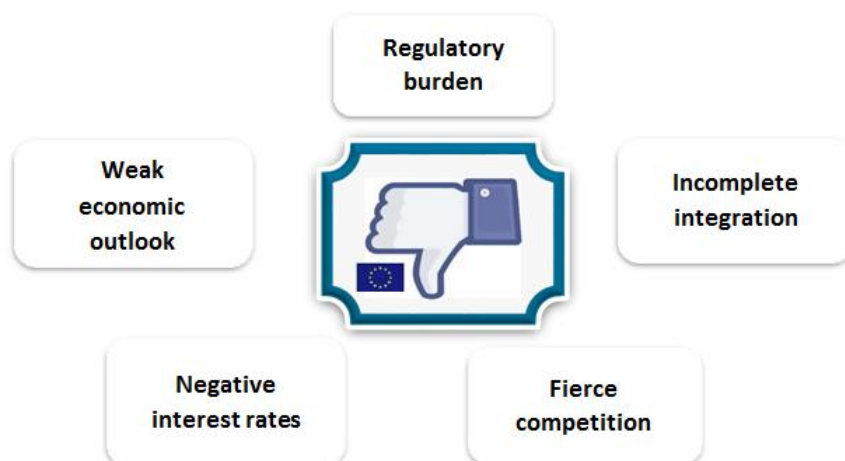 Regulatory
burden
Weak
economic
outlook
Incomplete
integration
Negative
interest rates
Fierce
competition